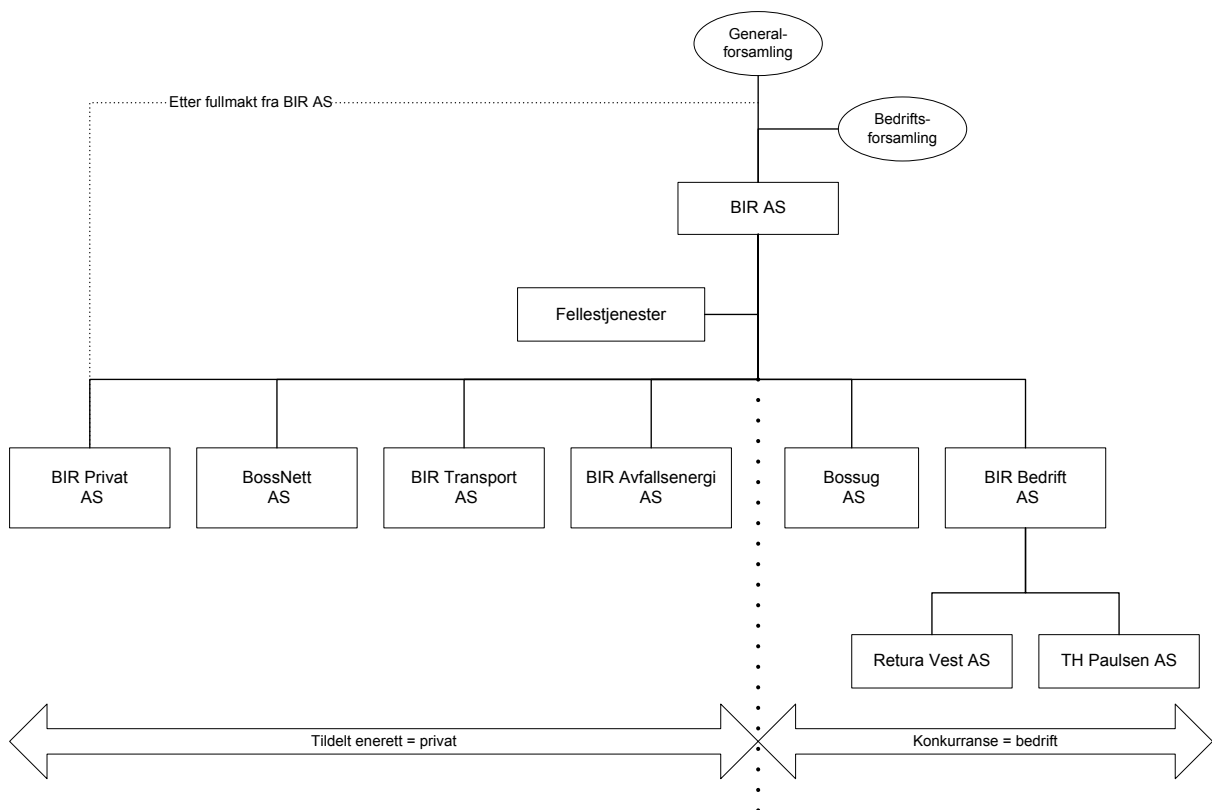 General-
forsamling
Etter fullmakt fra BIR AS
Bedrifts-
forsamling
BIR AS
Fellestjenester
BIR Privat
AS
BossNett
AS
BIR Transport
AS
BIR Avfallsenergi
AS
Bossug
AS
BIR Bedrift
AS
Retura Vest AS
TH Paulsen AS
Tildelt enerett = privat
Konkurranse = bedrift